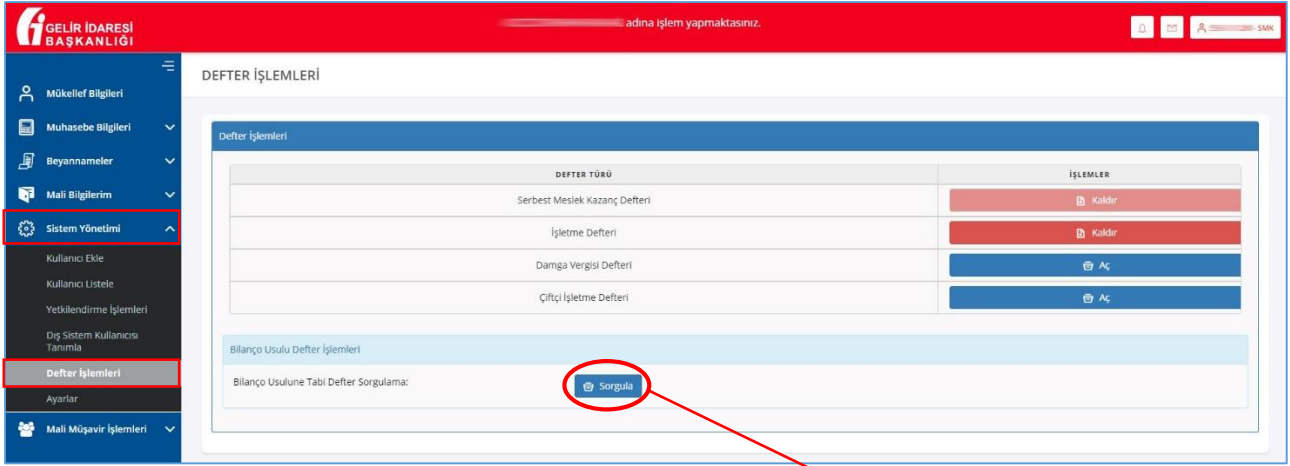 GELİR İDARESİ
BAŞKANLIĞI
adına işlem yapmaktasınız.
- SMK
Mükellef Bilgileri
Muhasebe Bilgileri
Beyannameler
Mali Bilgilerim
Sistem Yönetimi
Kullanıcı Ekle
Kullanıcı Listele
Yetkilendirme İşlemleri
Dış Sistem Kullanıcısı
Tanımla
Defter İşlemleri
Ayarlar
Mali Müşavir İşlemleri
DEFTER İŞLEMLERİ
Defter İşlemleri
DEFTER TÜRÜ İŞLEMLER
Serbest Meslek Kazanç Defteri Kaldır
İşletme Defteri Kaldır
Damga Vergisi Defteri Aç
Çiftçi İşletme Defteri Aç
Bilanço Usulu Defter İşlemleri
Bilanço Usulune Tabi Defter Sorgulama: Sorgula